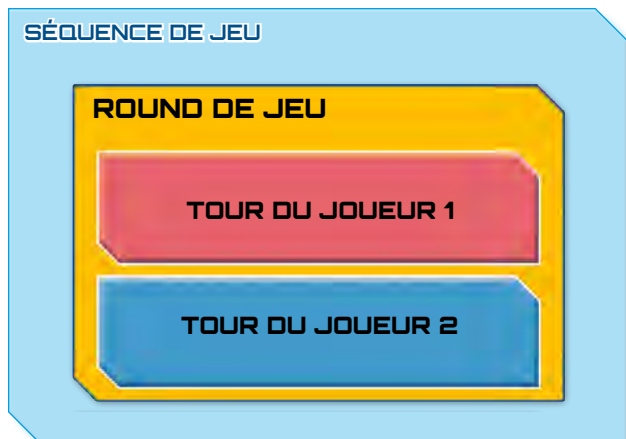 SÉQUENCE DE JEU
ROUND DE JEU
TOUR DU JOUEUR 1
TOUR DU JOUEUR 2